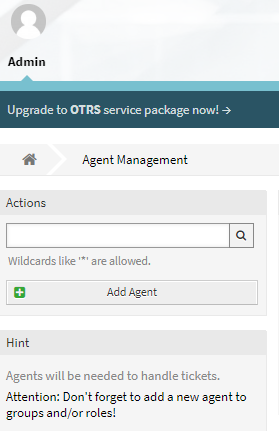 Admin
Upgrade to OTRS service package now! →
Agent Management
Actions
Wildcards like '*' are allowed.
Add Agent
Hint
Agents will be needed to handle tickets.
Attention: Don't forget to add a new agent to
groups and/or roles!